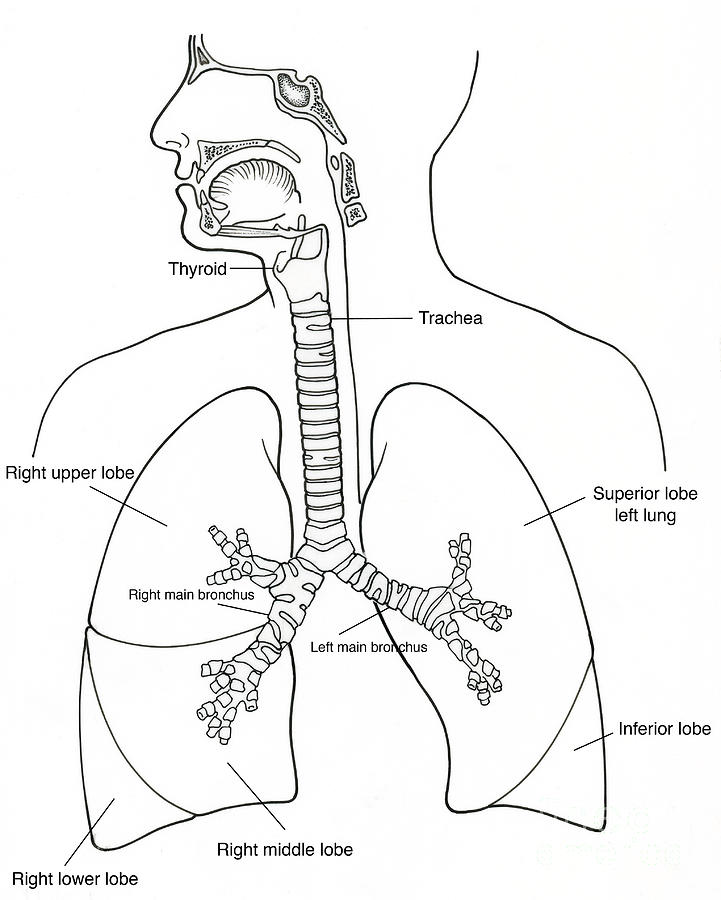 Thyroid
Trachea
Right upper lobe
Superior lobe
left lung
Right main bronchus
Left main bronchus
Inferior lobe
Right middle lobe
Right lower lobe